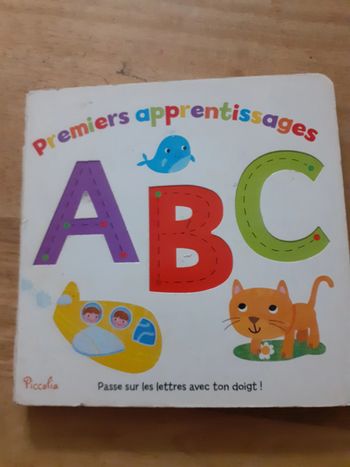 Premiers apprentissages
ABC
Piccolia
Passe sur les lettres avec ton doigt !